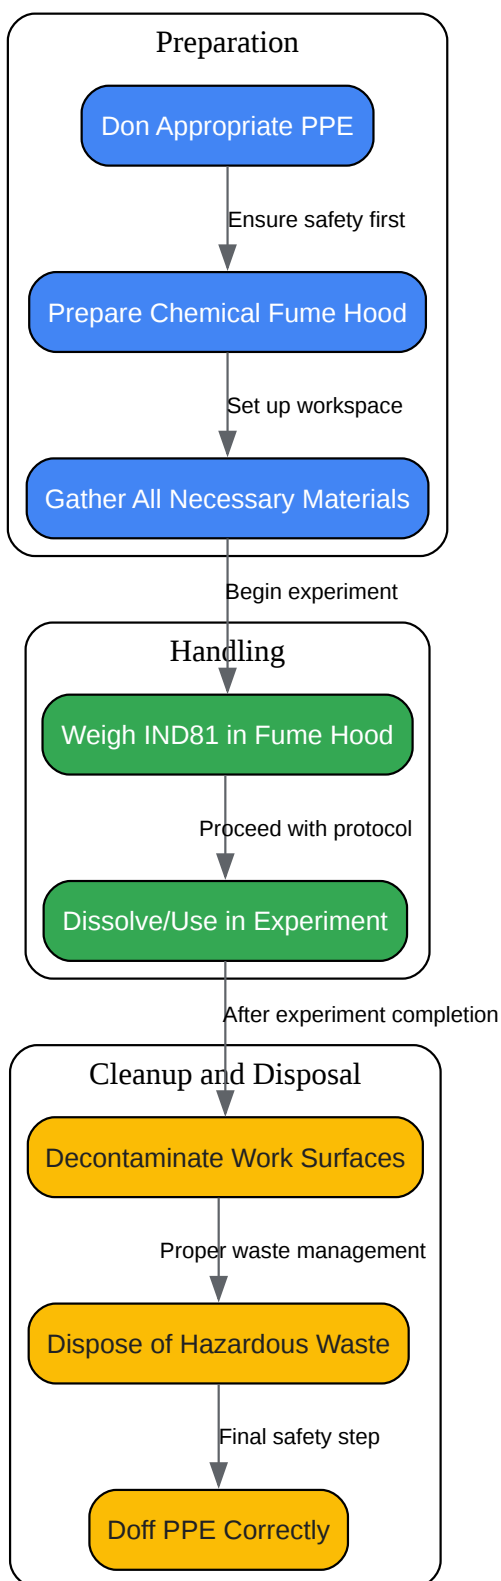 Preparation
Don Appropriate PPE
Ensure safety first
Prepare Chemical Fume Hood
Set up workspace
Gather All Necessary Materials
Begin experiment
Handling
Weigh IND81 in Fume Hood
Proceed with protocol
Dissolve/Use in Experiment
After experiment completion
Cleanup and Disposal
Decontaminate Work Surfaces
Proper waste management
Dispose of Hazardous Waste
Final safety step
Doff PPE Correctly